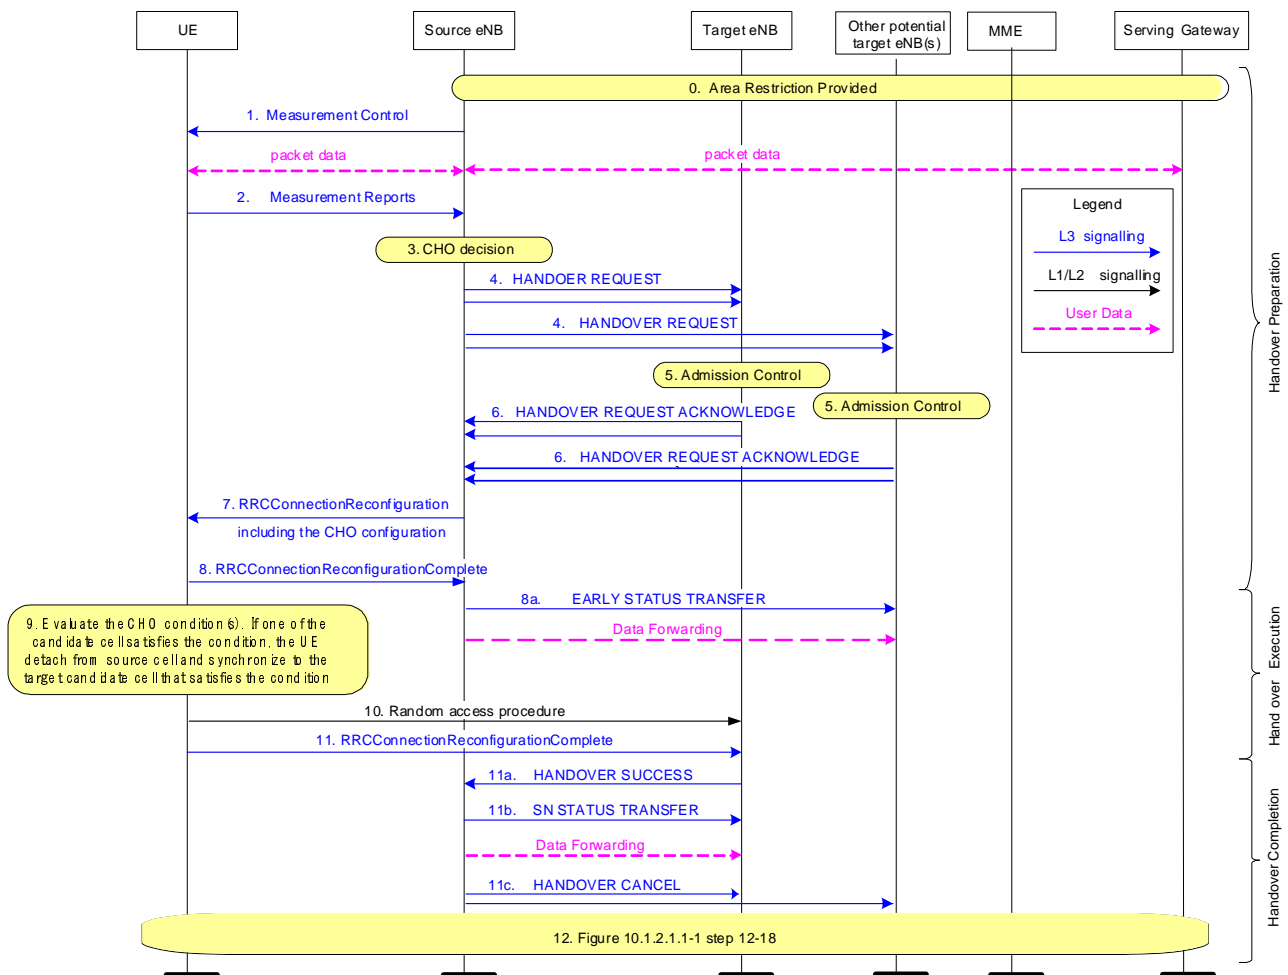 UE
Source eNB
Target eNB
Other potential
target eNB(s)
MME
Serving Gateway
0. Area Restriction Provided
1. Measurement Control
packet data
packet data
2. Measurement Reports
Legend
L3 signalling
L1/L2 signalling
User Data
3. CHO decision
4. HANDOER REQUEST
4. HANDOVER REQUEST
5. Admission Control
5. Admission Control
6. HANDOVER REQUEST ACKNOWLEDGE
6. HANDOVER REQUEST ACKNOWLEDGE
7. RRCConnectionReconfiguration
including the CHO configuration
8. RRCConnectionReconfigurationComplete
Handover Preparation
8a. EARLY STATUS TRANSFER
Data Forwarding
9. Evaluate the CHO condition(s). If one of the
candidate cell satisfies the condition, the UE
detach from source cell and synchronize to the
target candidate cell that satisfies the condition
10. Random access procedure
11. RRCConnectionReconfigurationComplete
Hand over Execution
11a. HANDOVER SUCCESS
11b. SN STATUS TRANSFER
Data Forwarding
11c. HANDOVER CANCEL
Handover Completion
12. Figure 10.1.2.1.1-1 step 12-18